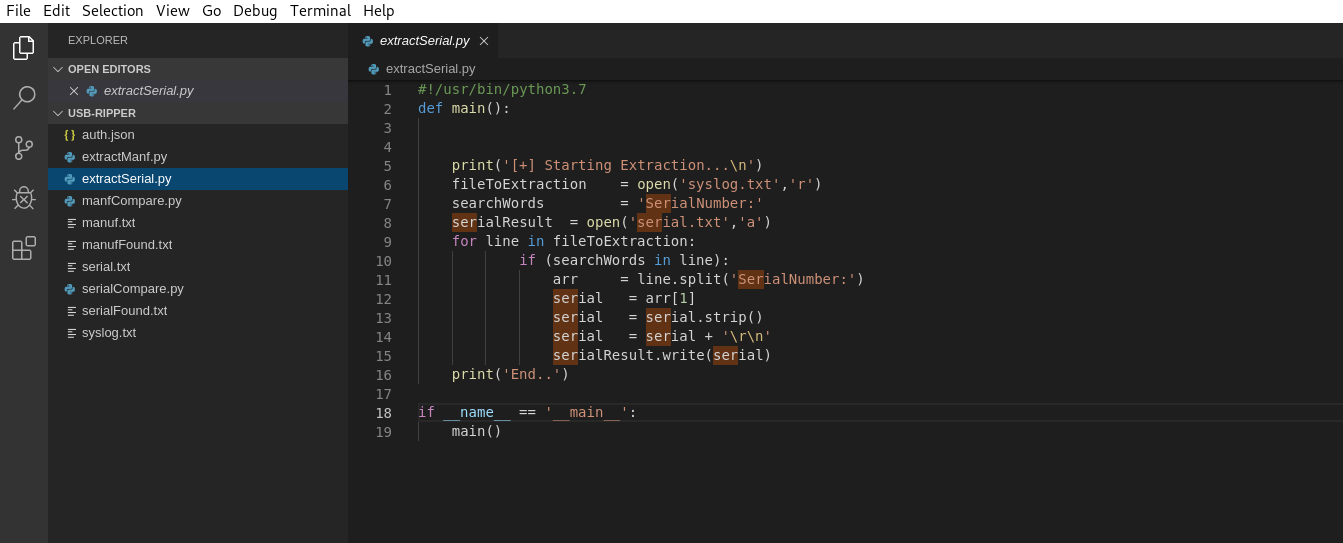 File Edit Selection View Go Debug Terminal Help
EXPLORER
OPEN EDITORS
extractSerial.py
USB-RIPPER
{ } auth.json
extractManf.py
extractSerial.py
manfCompare.py
manuf.txt
manufFound.txt
serial.txt
serialCompare.py
serialFound.txt
syslog.txt
extractSerial.py
extractSerial.py
1 #!/usr/bin/python3.7
2 def main():
3
4
5     print('[+] Starting Extraction...\n')
6     fileToExtraction    = open('syslog.txt','r')
7     searchWords         = 'SerialNumber:'
8     serialResult  = open('serial.txt','a')
9     for line in fileToExtraction:
10             if (searchWords in line):
11                 arr     = line.split('SerialNumber:')
12                 serial   = arr[1]
13                 serial   = serial.strip()
14                 serial   = serial + '\r\n'
15                 serialResult.write(serial)
16     print('End..')
17
18 if __name__ == '__main__':
19     main()